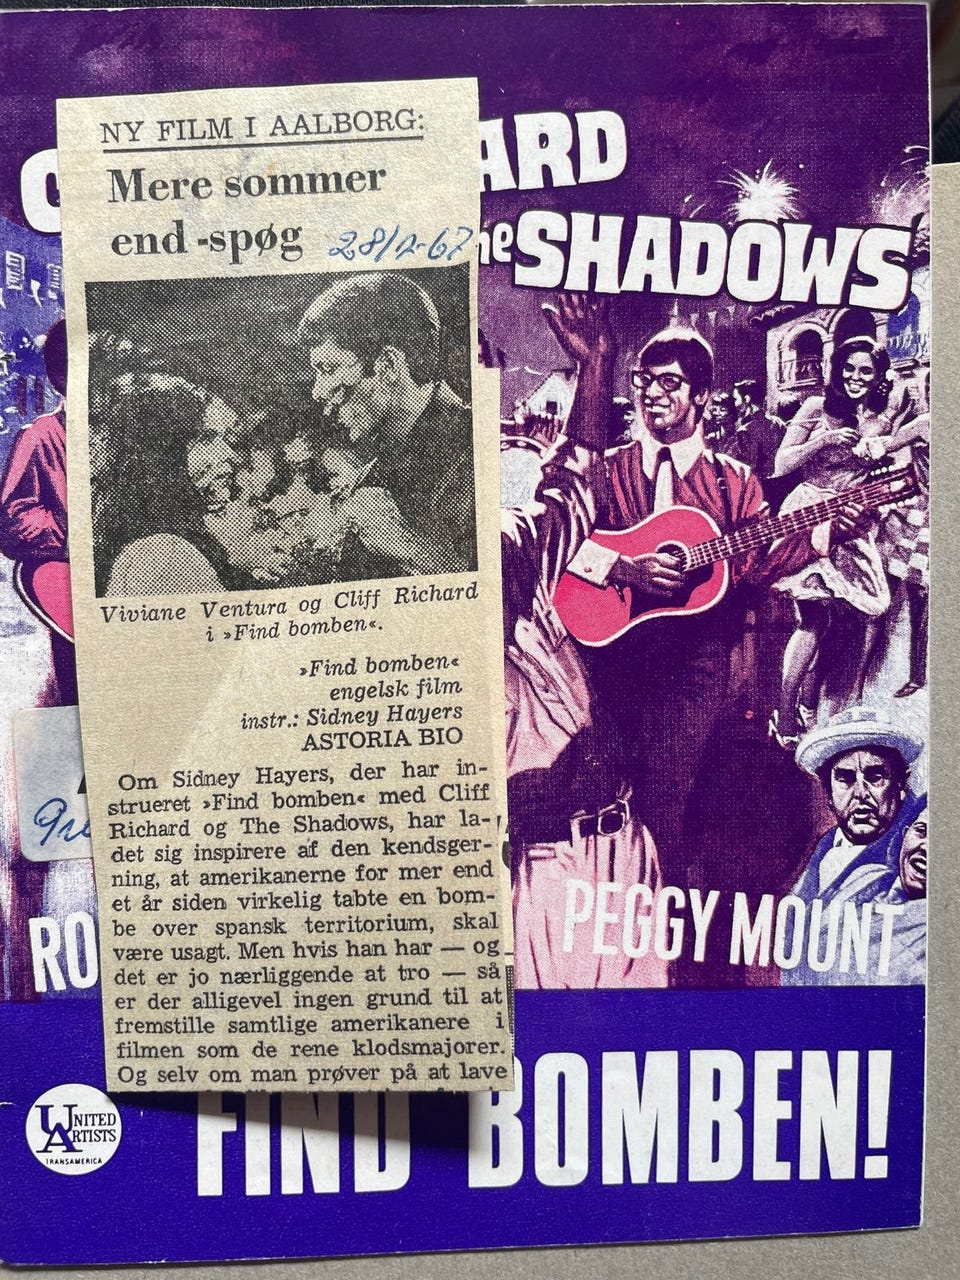 NY FILM I AALBORG:
Mere sommer
end -spøg
Viviane Ventura og Cliff Richard
i »Find bomben«.
»Find bomben«
engelsk film
instr.: Sidney Hayers
ASTORIA BIO
Om Sidney Hayers, der har in-
strueret »Find bomben« med Cliff
Richard og The Shadows, har la-
det sig inspirere af den kendsger-
ning, at amerikanerne for mer end
et år siden virkelig tabte en bom-
be over spansk territorium, skal
være usagt. Men hvis han har — og
det er jo nærliggende at tro — så
er der alligevel ingen grund til at
fremstille samtlige amerikanere i
filmen som de rene klodsmajorer.
Og selv om man prøver på at lave
ARD
he SHADOWS
RO
PEGGY MOUNT
UNITED
ARTISTS
TRANSAMERICA
FIND BOMBEN!